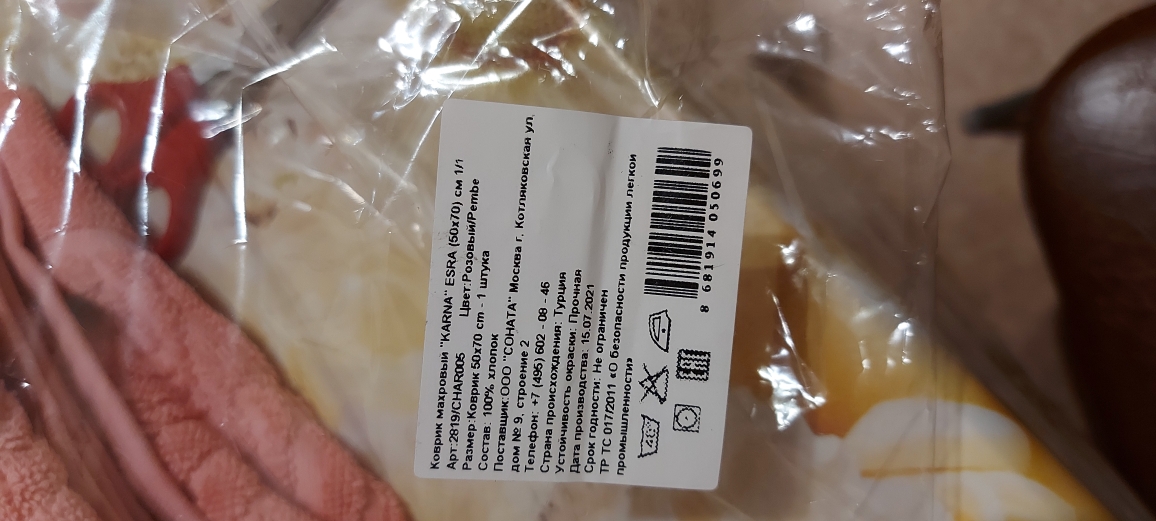 Коврик махровый "KARNA" ESRA (50x70) см 1/1
Арт:2819/CHAR005 Цвет:Розовый/Pembe
Размер:Коврик 50x70 cm - 1 штука
Состав: 100% хлопок
Поставщик:ООО "СОНАТА" Москва г, Котляковская ул,
дом № 9, строение 2
Телефон: +7 (495) 602 - 08 - 46
Страна происхождения: Турция
Устойчивость окраски: Прочная
Дата производства: 15.07.2021
Срок годности: Не ограничен
ТР ТС 017/2011 «О безопасности продукции легкой
промышленности»
40°
8 681914 050699